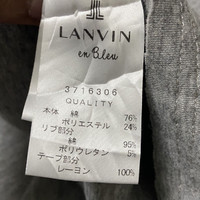 LANVIN
en Bleu
3716306
QUALITY
本体 綿 76%
ポリエステル 24%
リブ部分
綿 95%
ポリウレタン 5%
テープ部分
レーヨン 100%